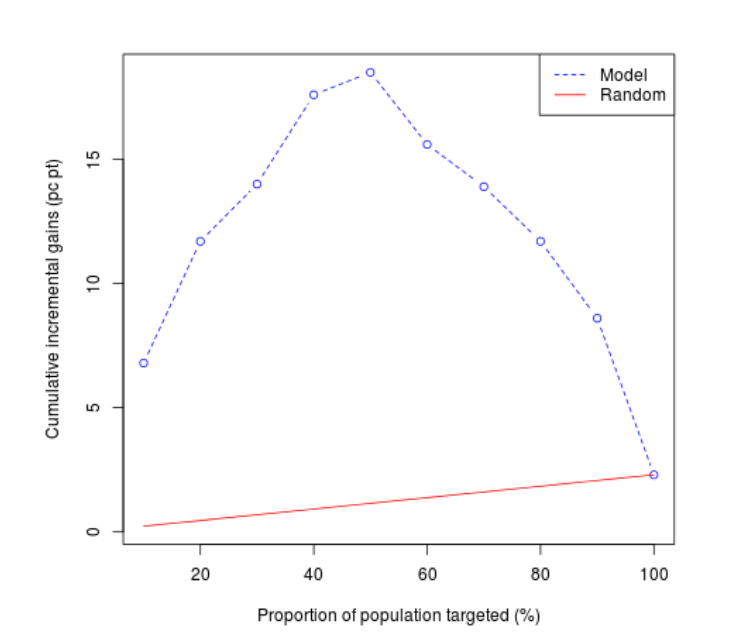 Model
Random
Cumulative incremental gains (pc pt)
15
10
5
0
20 40 60 80 100
Proportion of population targeted (%)